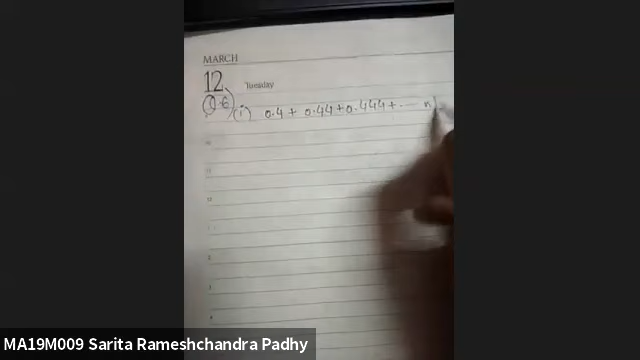 MARCH
12 Tuesday
Q.6 (i) 0.4 + 0.44 + 0.444 + ... n
MA19M009 Sarita Rameshchandra Padhy